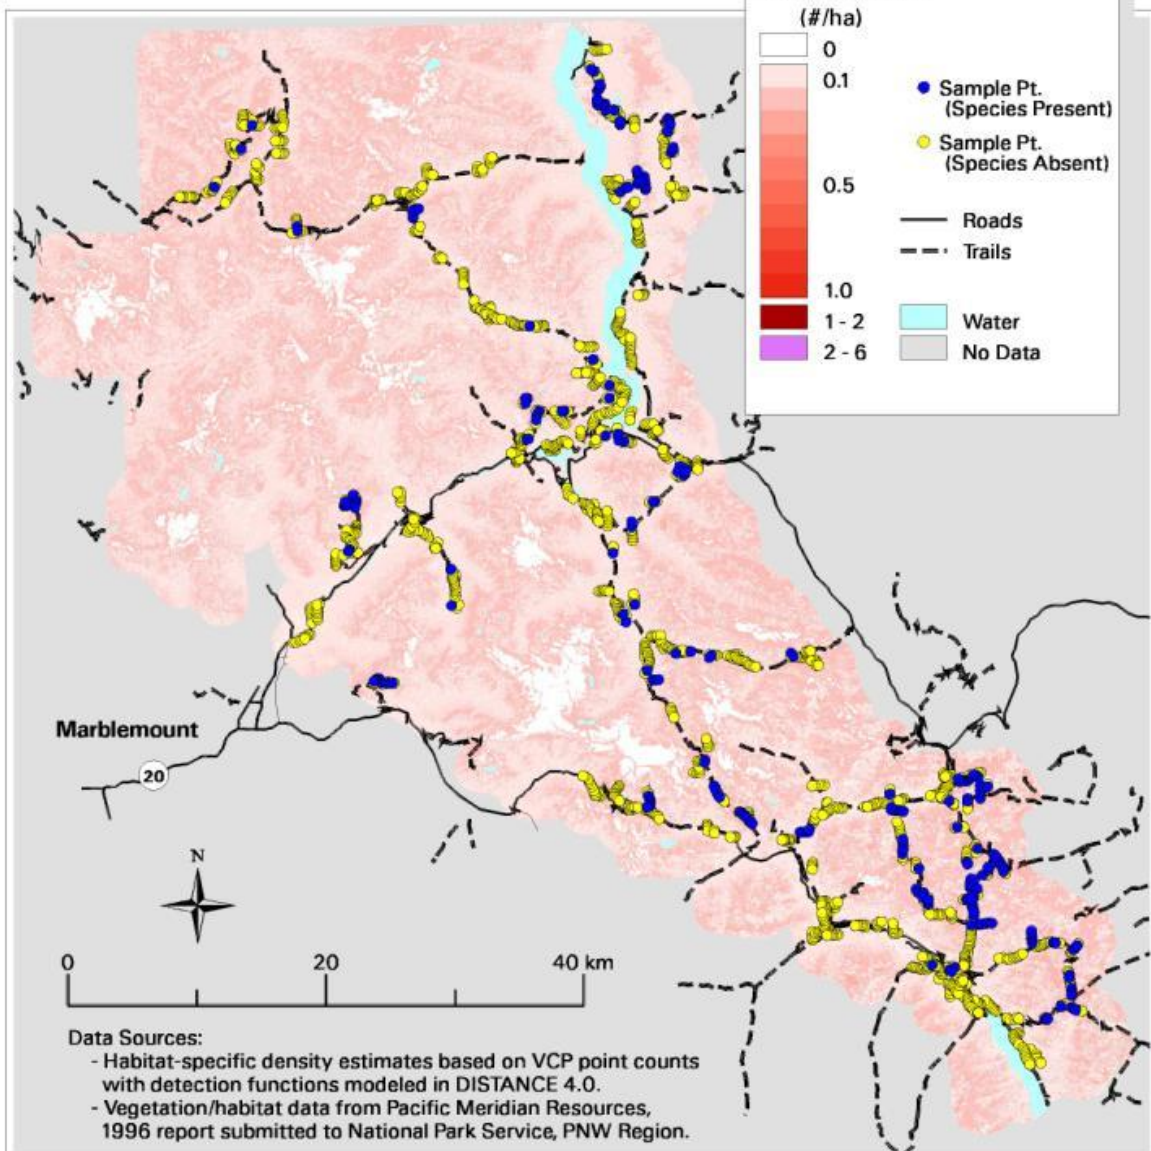 (#/ha)
0
0.1
0.5
1.0
1 - 2
2 - 6
Sample Pt.
(Species Present)
Sample Pt.
(Species Absent)
Roads
Trails
Water
No Data
Marblemount
20
N
0 20 40 km
Data Sources:
- Habitat-specific density estimates based on VCP point counts
with detection functions modeled in DISTANCE 4.0.
- Vegetation/habitat data from Pacific Meridian Resources,
1996 report submitted to National Park Service, PNW Region.